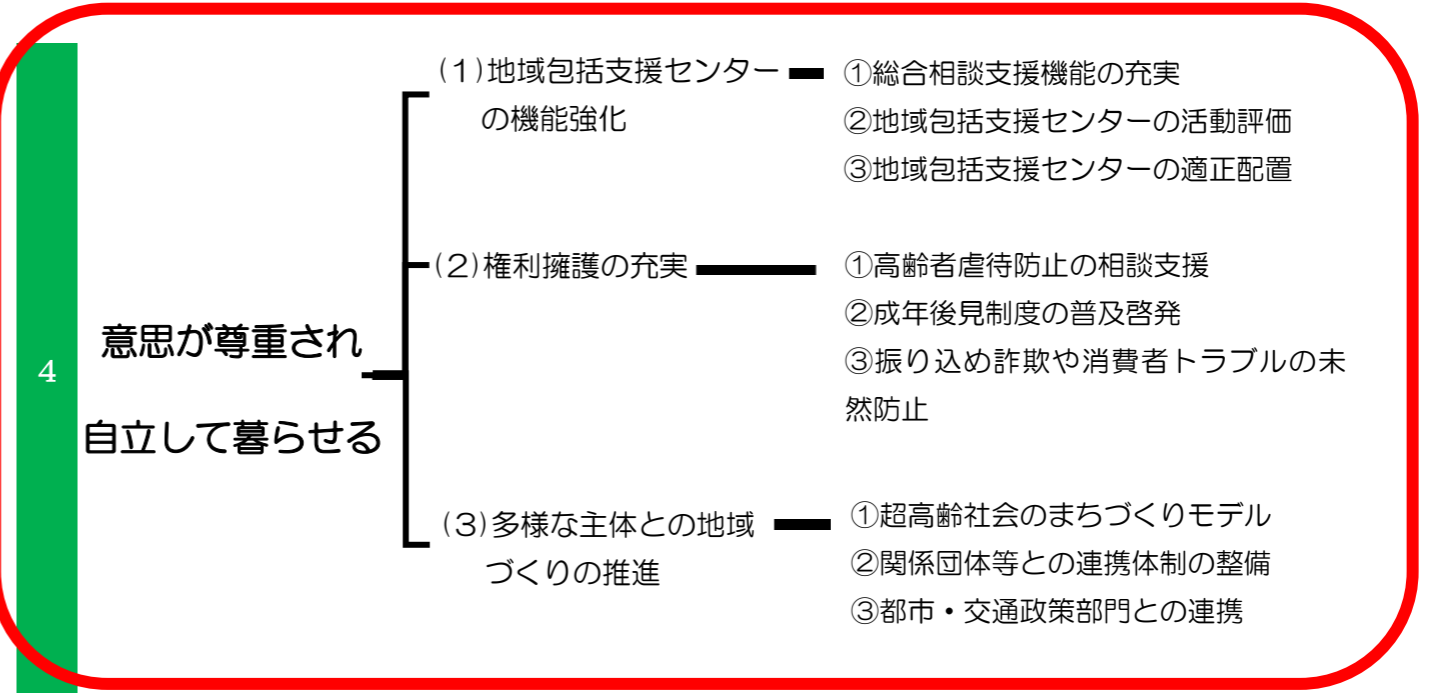 4
意思が尊重され
自立して暮らせる
(1)地域包括支援センター
の機能強化
①総合相談支援機能の充実
②地域包括支援センターの活動評価
③地域包括支援センターの適正配置
(2)権利擁護の充実
①高齢者虐待防止の相談支援
②成年後見制度の普及啓発
③振り込め詐欺や消費者トラブルの未
然防止
(3)多様な主体との地域
づくりの推進
①超高齢社会のまちづくりモデル
②関係団体等との連携体制の整備
③都市・交通政策部門との連携